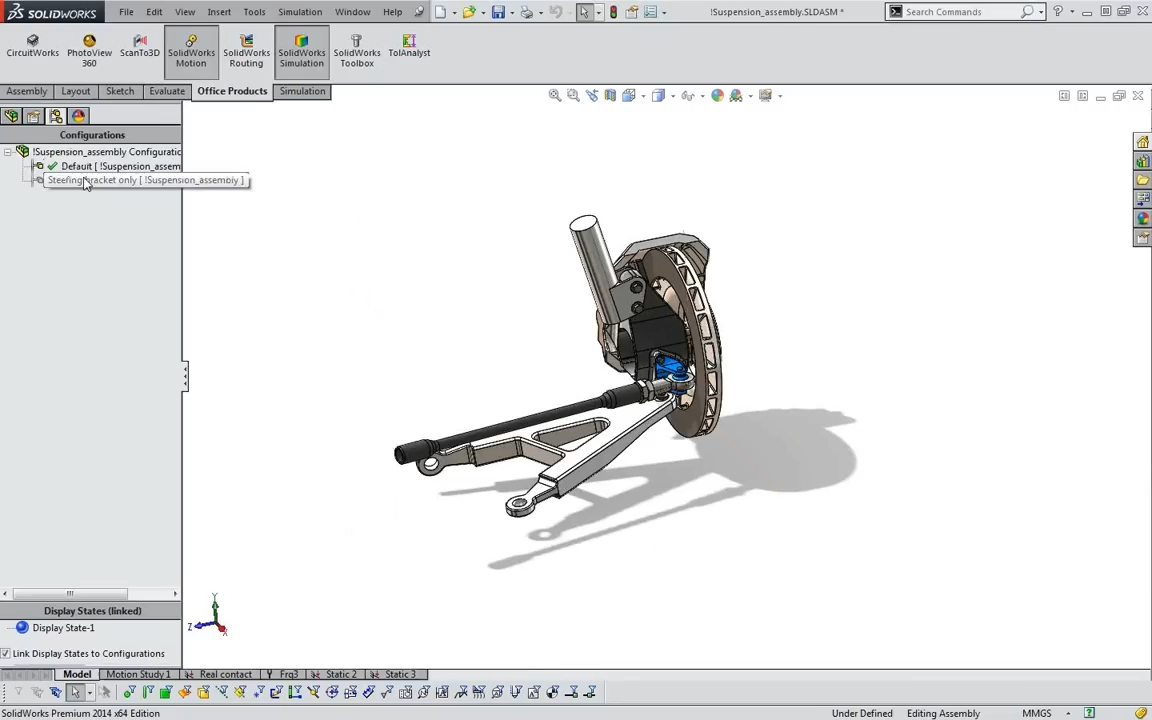 SOLIDWORKS File Edit View Insert Tools Simulation Window Help !Suspension_assembly.SLDASM * Search Commands
CircuitWorks PhotoView 360 ScanTo3D SolidWorks Motion SolidWorks Routing SolidWorks Simulation SolidWorks Toolbox TolAnalyst
Assembly Layout Sketch Evaluate Office Products Simulation
Configurations
!Suspension_assembly Configuratic
Default [ !Suspension_assem
Steering bracket only [ !Suspension_assembly ]
Y
Z
X
Display States (linked)
Display State-1
Link Display States to Configurations
Model Motion Study 1 Real contact Frq3 Static 2 Static 3
SolidWorks Premium 2014 x64 Edition Under Defined Editing Assembly MMGS